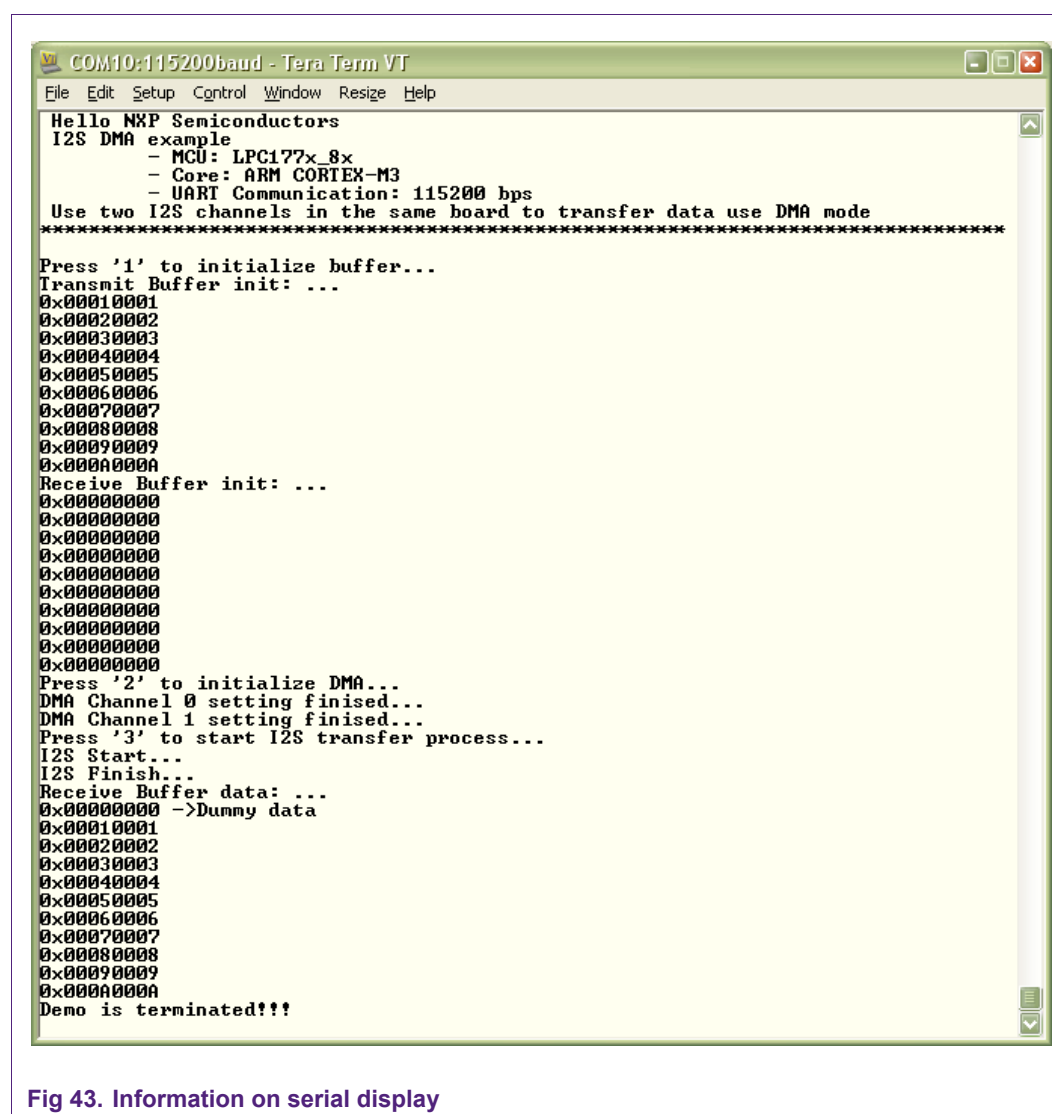 COM10:115200baud - Tera Term VT
File Edit Setup Control Window Resize Help
Hello NXP Semiconductors
I2S DMA example
- MCU: LPC177x_8x
- Core: ARM CORTEX-M3
- UART Communication: 115200 bps
Use two I2S channels in the same board to transfer data use DMA mode
********************************************************************************
Press '1' to initialize buffer...
Transmit Buffer init: ...
0x00010001
0x00020002
0x00030003
0x00040004
0x00050005
0x00060006
0x00070007
0x00080008
0x00090009
0x000A000A
Receive Buffer init: ...
0x00000000
0x00000000
0x00000000
0x00000000
0x00000000
0x00000000
0x00000000
0x00000000
0x00000000
0x00000000
Press '2' to initialize DMA...
DMA Channel 0 setting finised...
DMA Channel 1 setting finised...
Press '3' to start I2S transfer process...
I2S Start...
I2S Finish...
Receive Buffer data: ...
0x00000000 ->Dummy data
0x00010001
0x00020002
0x00030003
0x00040004
0x00050005
0x00060006
0x00070007
0x00080008
0x00090009
0x000A000A
Demo is terminated!!!
Fig 43. Information on serial display